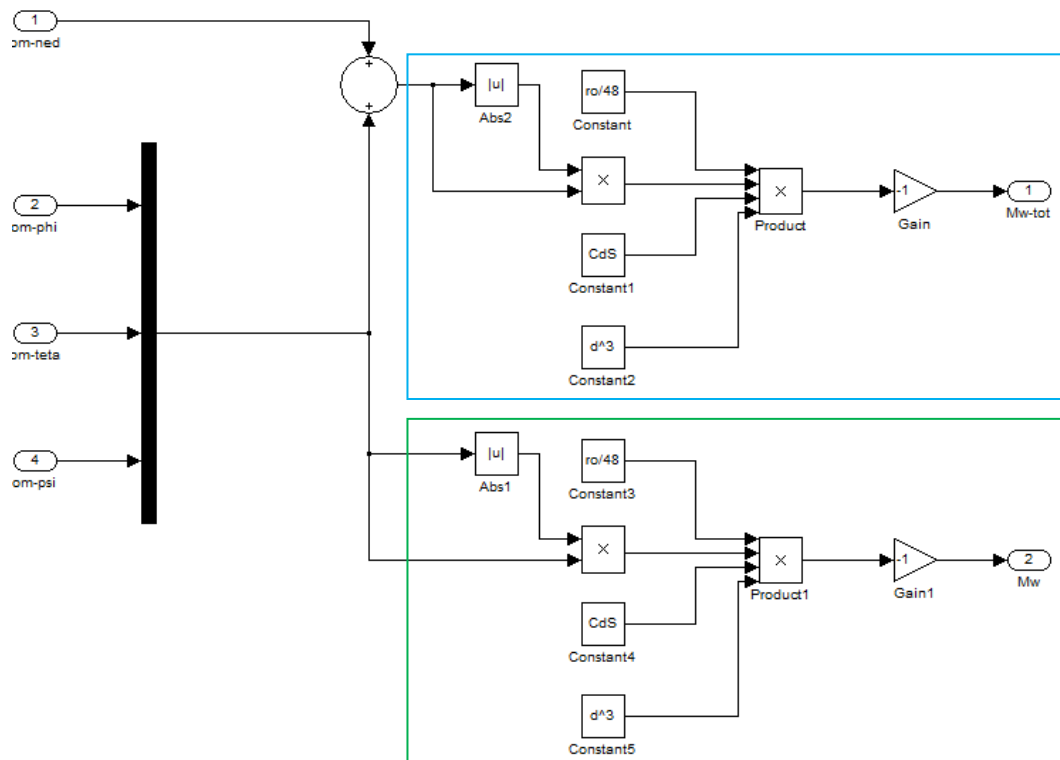 1
om-ned
+
+
|u|
Abs2
ro/48
Constant
×
×
Product
-1
Gain
1
Mw-tot
CdS
Constant1
d^3
Constant2
2
om-phi
3
om-teta
4
om-psi
|u|
Abs1
ro/48
Constant3
×
×
Product1
-1
Gain1
2
Mw
CdS
Constant4
d^3
Constant5